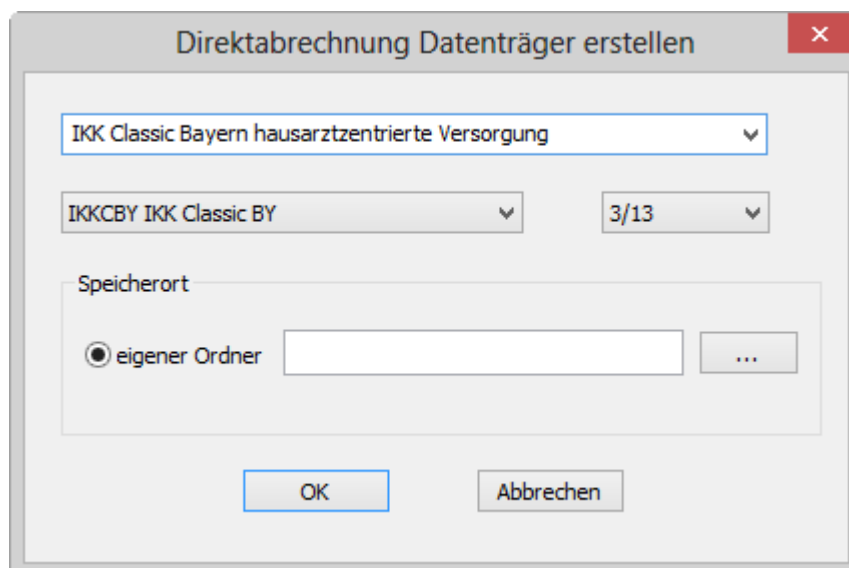 Direktabrechnung Datenträger erstellen
IKK Classic Bayern hausarztzentrierte Versorgung
IKKCBY IKK Classic BY 3/13
Speicherort
eigener Ordner ...
OK Abbrechen